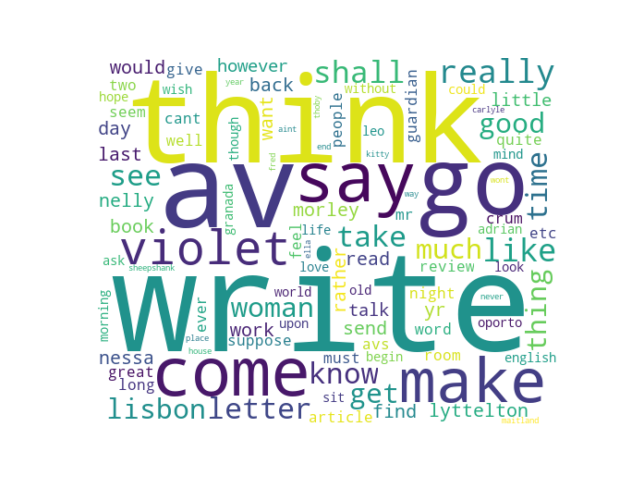 would give however shall really
two year
hope wish back without could little
seem think people guardian good
cant want thoby carlyle
day well though aint leo quite
last fred end mind
see av kitty say go time
nelly granada way wont
morley mr crum
book violet feel life take adrian etc
ask ella read much like
sheepshank love rather review look
morning ever world old night never thing
write
woman upon talk yr
place work send word oporto
house suppose avs
nessa come must begin room english
great know make
long sit get
lisbon letter find lyttelton
article maitland